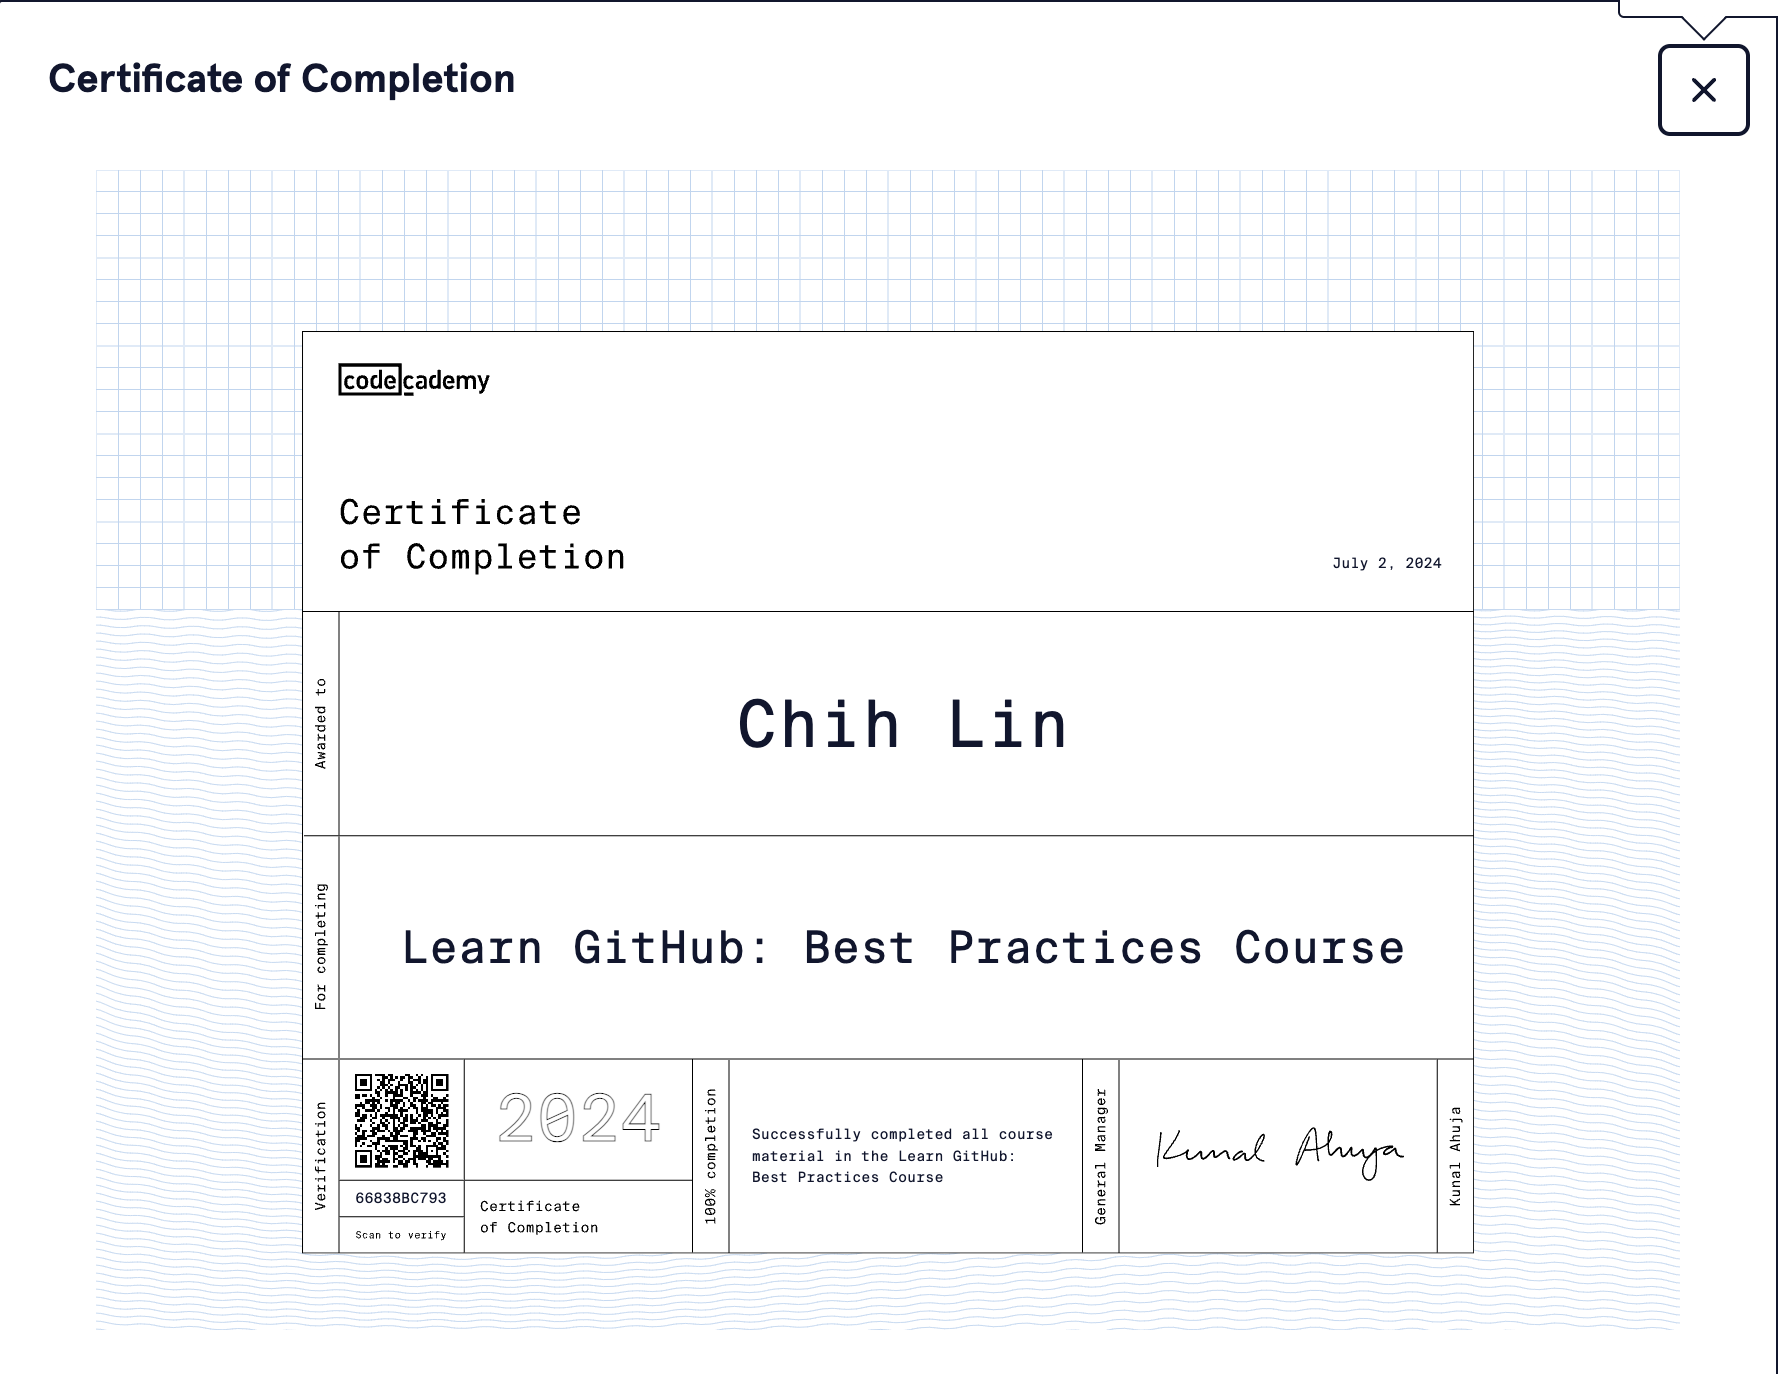 Certificate of Completion
codecademy
Certificate
of Completion
July 2, 2024
Awarded to
Chih Lin
For completing
Learn GitHub: Best Practices Course
Verification
66838BC793
Scan to verify
2024
Certificate
of Completion
100% completion
Successfully completed all course
material in the Learn GitHub:
Best Practices Course
General Manager
Kunal Ahuja
Kunal Ahuja